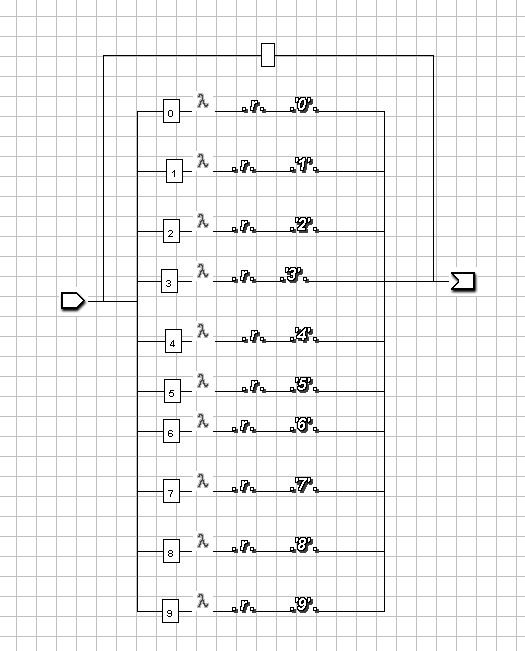 0 λ .r. .'0'.
1 λ .r. .'1'.
2 λ .r. .'2'.
3 λ .r. .'3'.
4 λ .r. .'4'.
5 λ .r. .'5'.
6 λ .r. .'6'.
7 λ .r. .'7'.
8 λ .r. .'8'.
9 λ .r. .'9'.